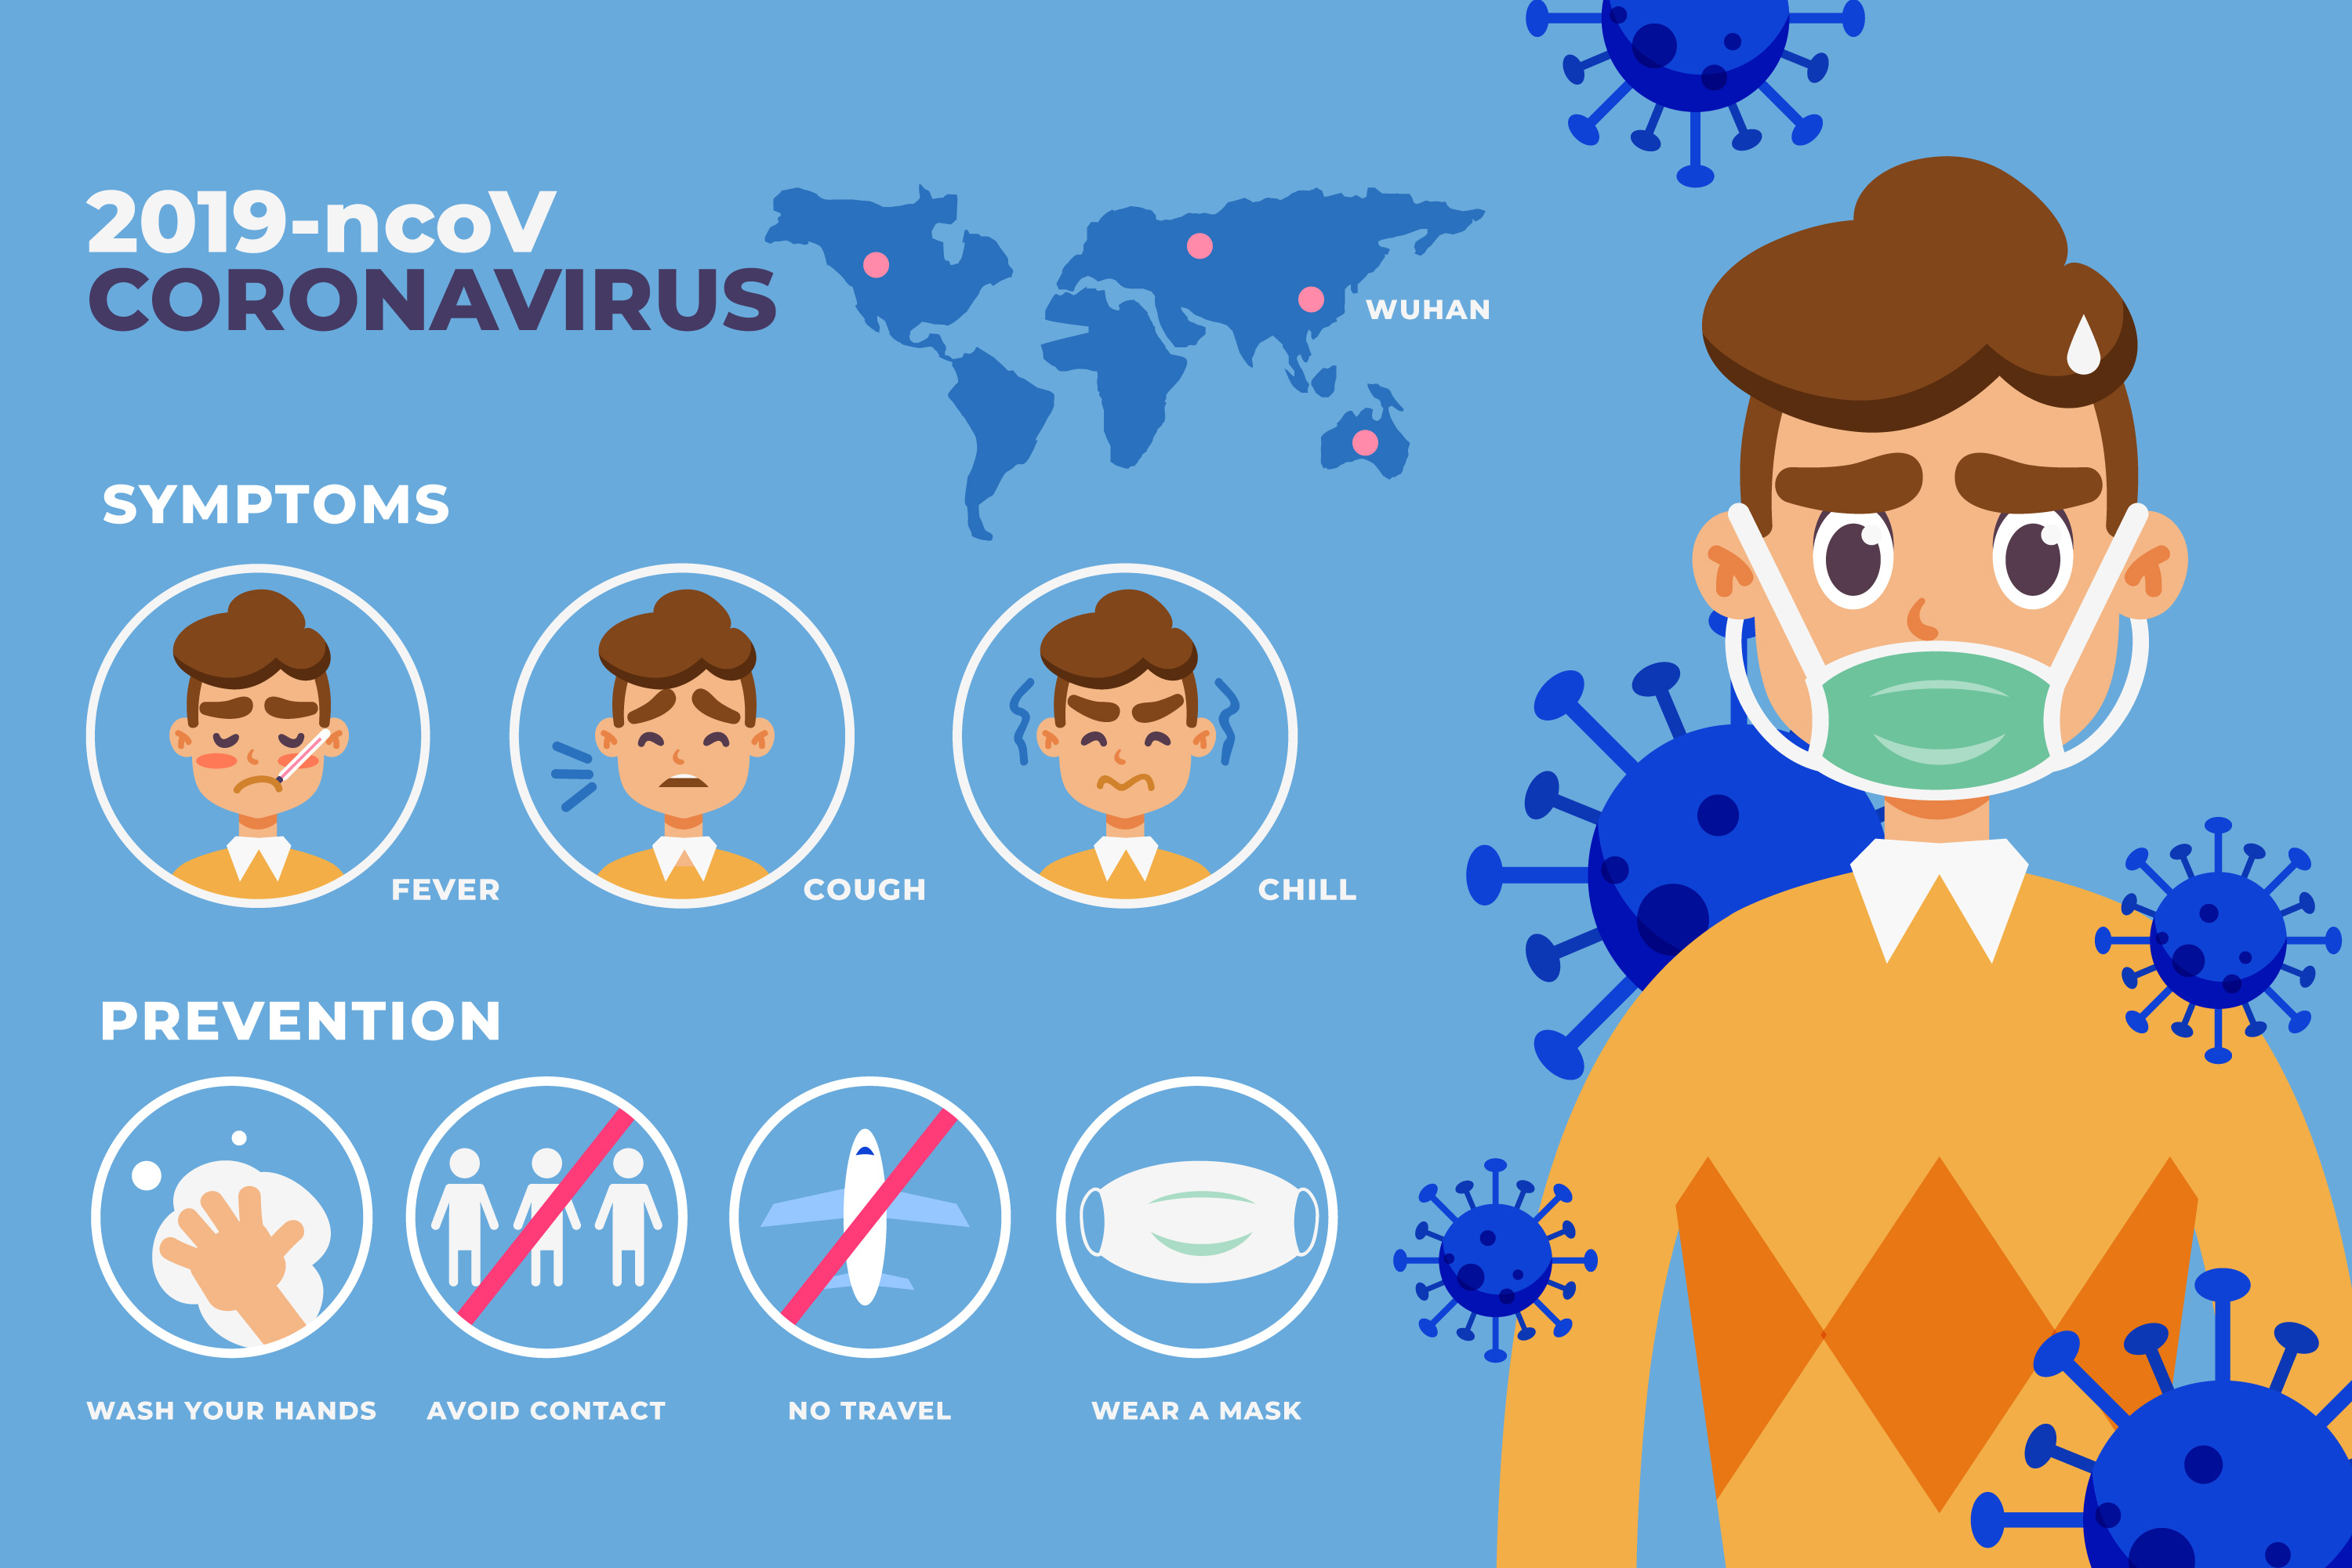 2019-ncoV
CORONAVIRUS
WUHAN
SYMPTOMS
FEVER
COUGH
CHILL
PREVENTION
WASH YOUR HANDS
AVOID CONTACT
NO TRAVEL
WEAR A MASK